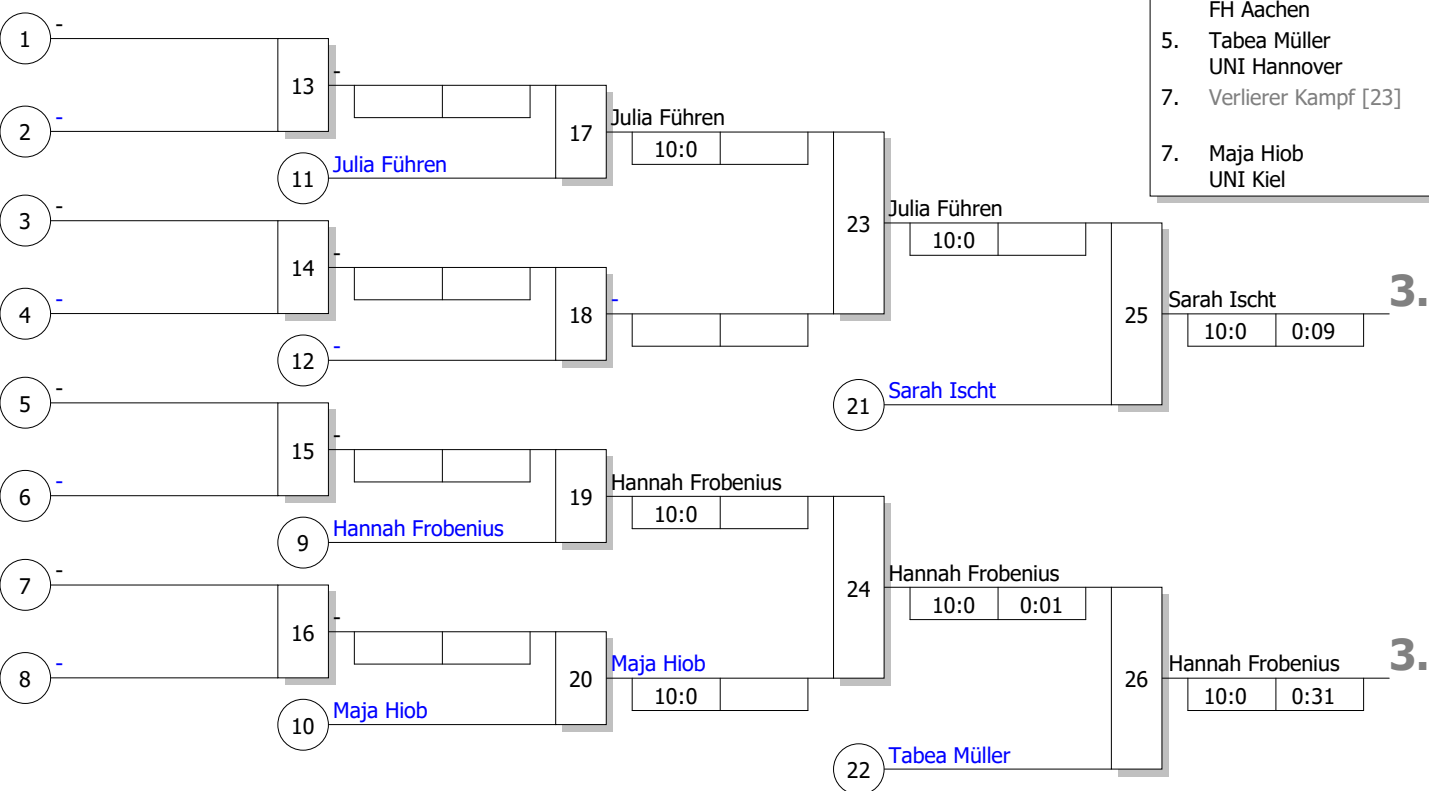 FH Aachen
5. Tabea Müller
UNI Hannover
7. Verlierer Kampf [23]
7. Maja Hiob
UNI Kiel
1 -
13 -
2 -
17 Julia Führen
10:0
11 Julia Führen
3 -
23 Julia Führen
10:0
14 -
4 -
18 -
12 -
25 Sarah Ischt 3.
10:0 0:09
21 Sarah Ischt
5 -
15 -
6 -
19 Hannah Frobenius
10:0
9 Hannah Frobenius
7 -
24 Hannah Frobenius
10:0 0:01
16 -
8 -
20 Maja Hiob
10:0
10 Maja Hiob
26 Hannah Frobenius 3.
10:0 0:31
22 Tabea Müller